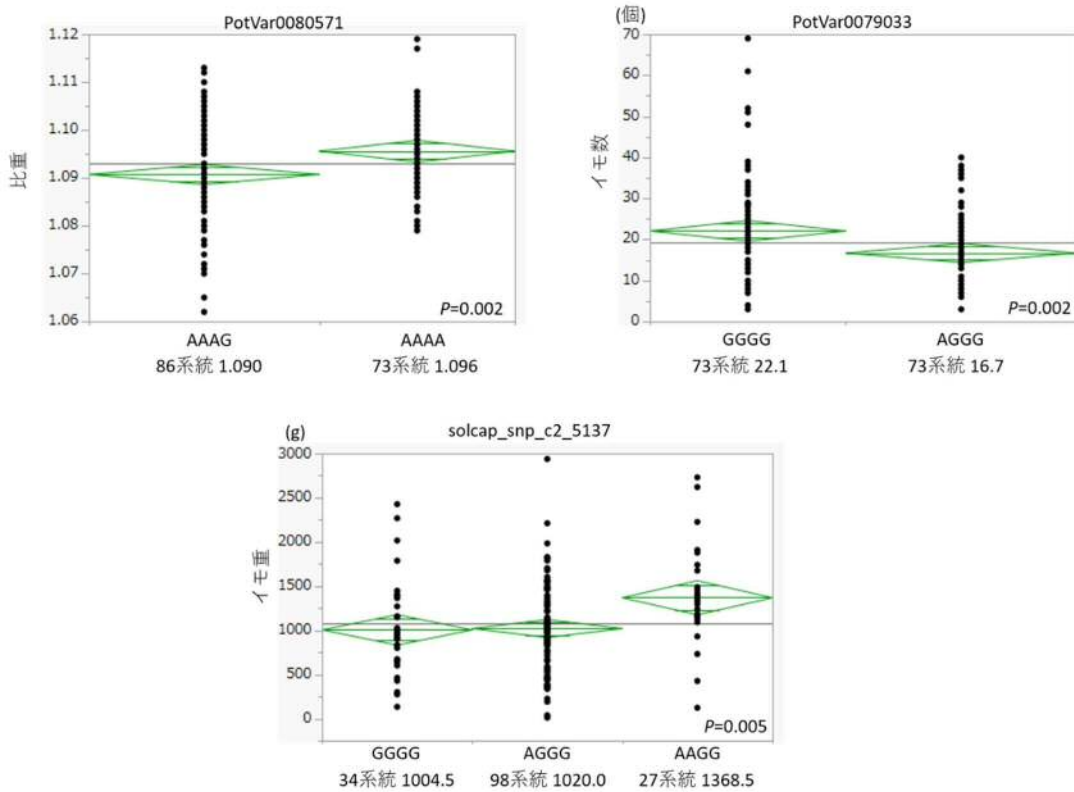 PotVar0080571
比重
1.12
1.11
1.10
1.09
1.08
1.07
1.06
P=0.002
AAAG
AAAA
86系統 1.090
73系統 1.096
(個)
PotVar0079033
イモ数
70
60
50
40
30
20
10
0
P=0.002
GGGG
AGGG
73系統 22.1
73系統 16.7
(g)
solcap_snp_c2_5137
イモ重
3000
2500
2000
1500
1000
500
0
P=0.005
GGGG
AGGG
AAGG
34系統 1004.5
98系統 1020.0
27系統 1368.5